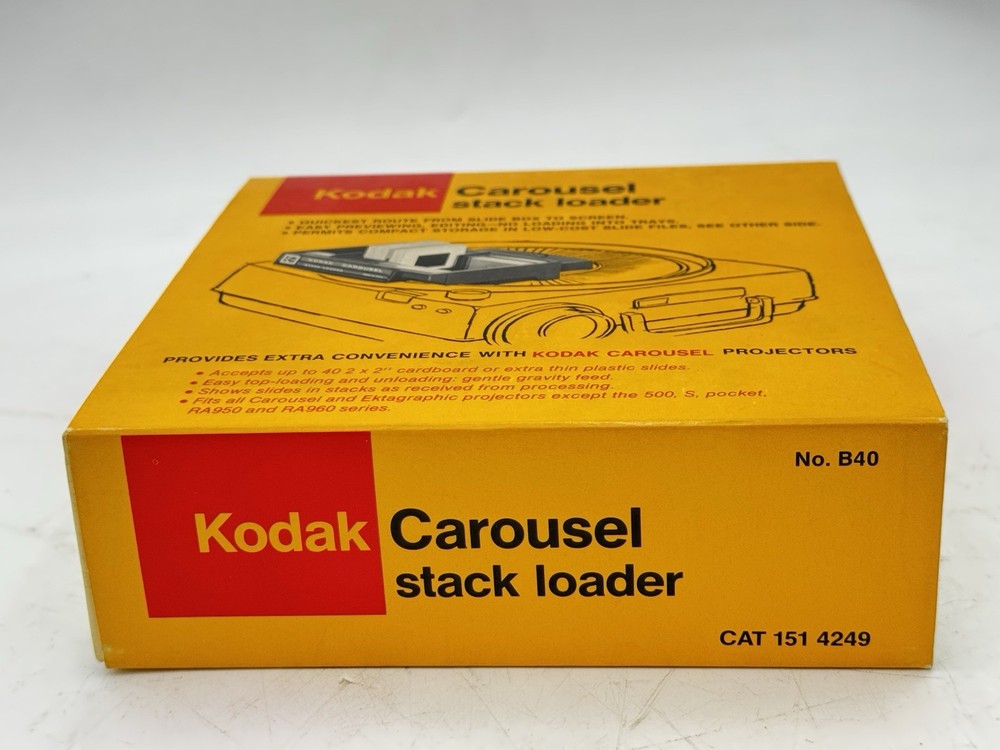 Kodak Carousel
stack loader
• QUICKEST ROUTE FROM SLIDE BOX TO SCREEN.
• EASY PREVIEWING, EDITING—NO LOADING INTO TRAYS.
• PERMITS COMPACT STORAGE IN LOW-COST SLIDE FILES, SEE OTHER SIDE.
KODAK CAROUSEL
PROVIDES EXTRA CONVENIENCE WITH KODAK CAROUSEL PROJECTORS
• Accepts up to 40 2 x 2" cardboard or extra thin plastic slides.
• Easy top-loading and unloading: gentle gravity feed.
• Shows slides in stacks as received from processing.
• Fits all Carousel and Ektagraphic projectors except the 500, S, pocket,
RA950 and RA960 series.
No. B40
Kodak Carousel
stack loader
CAT 151 4249